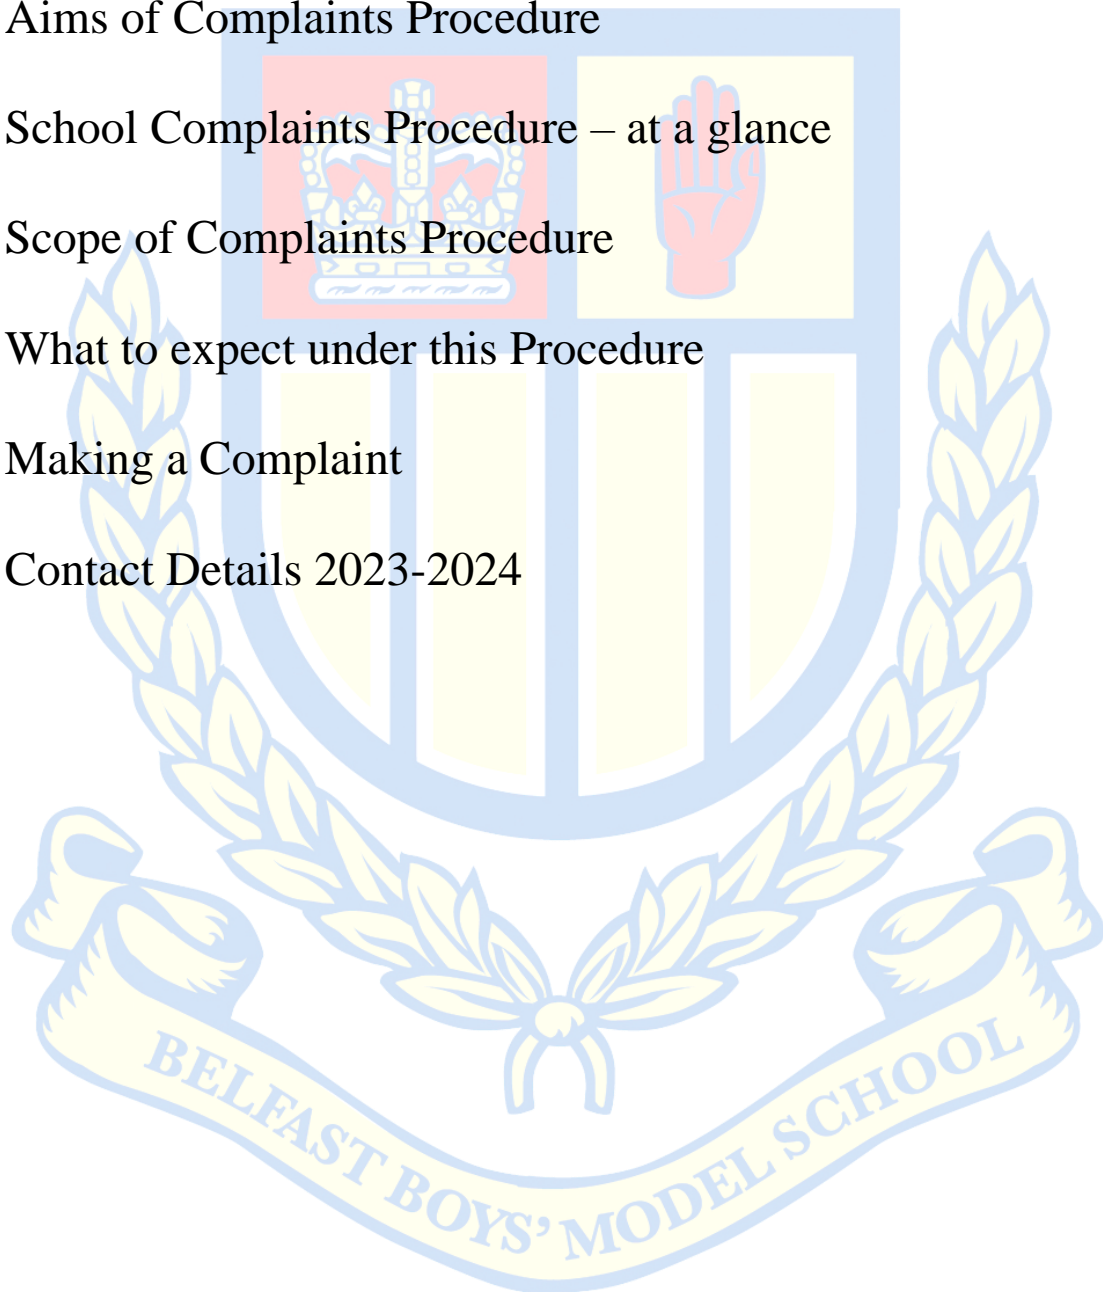 Aims of Complaints Procedure
School Complaints Procedure – at a glance
Scope of Complaints Procedure
What to expect under this Procedure
Making a Complaint
Contact Details 2023-2024
BELFAST BOYS’ MODEL SCHOOL